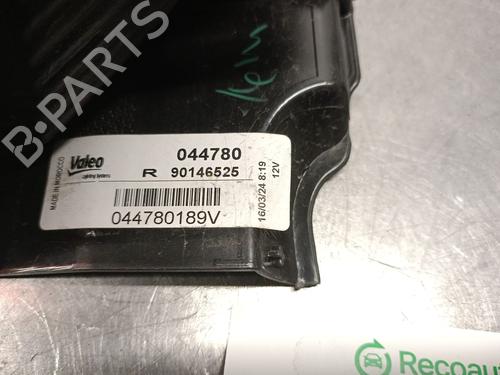 B-PARTS
MADE IN MOROCCO
Valeo
Lighting Systems
044780
R 90146525
044780189V
16/03/24 8:19
12V
Recoauto